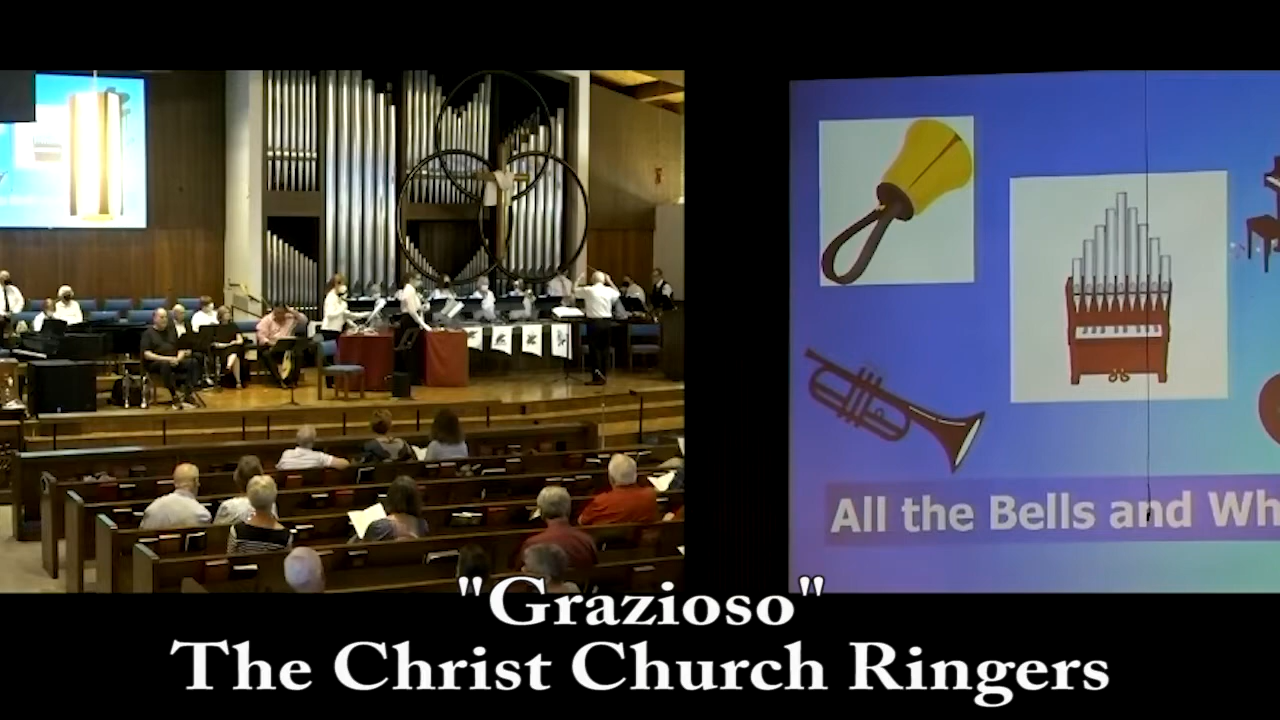 All the Bells and Wh
"Grazioso"
The Christ Church Ringers